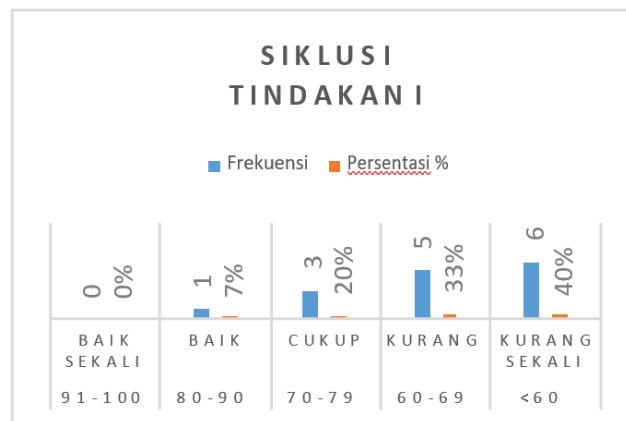 SIKLUS I
TINDAKAN I
Frekuensi Persentasi %
0 0% 1 7% 3 20% 5 33% 6 40%
BAIK SEKALI BAIK CUKUP KURANG KURANG SEKALI
91-100 80-90 70-79 60-69 <60